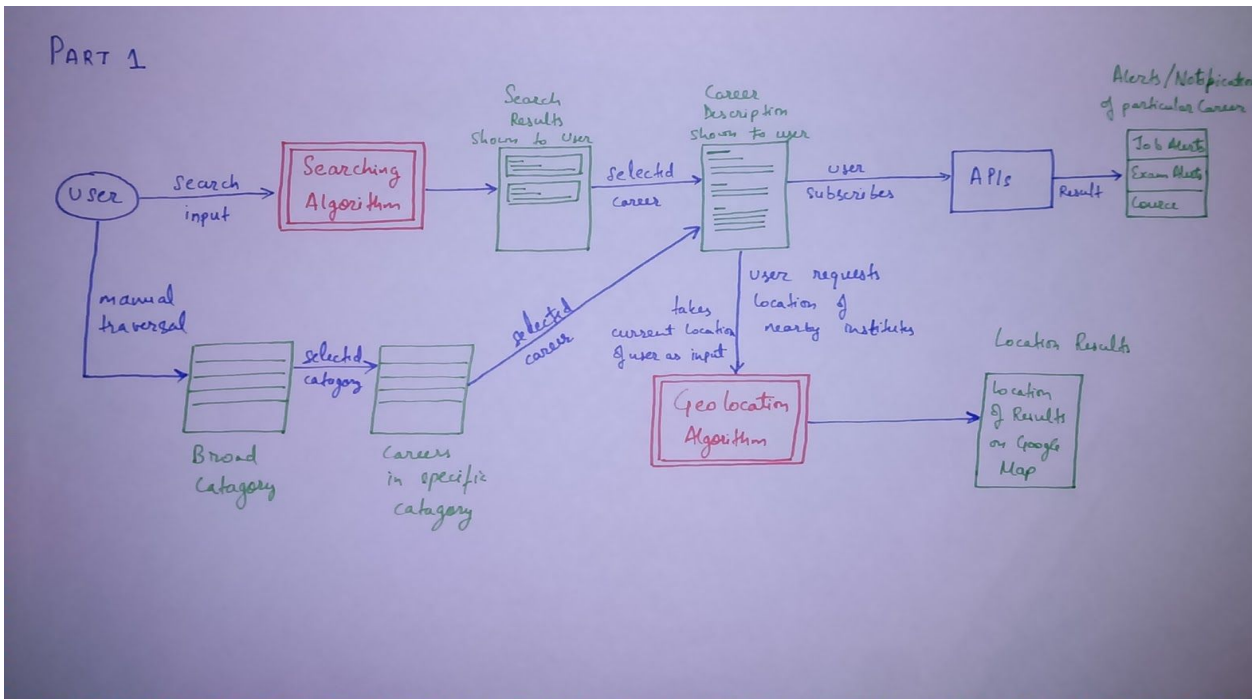 PART 1
User
search
input
Searching
Algorithm
Search
Results
Shown to User
selected
career
Career
Description
shown to user
user
subscribes
APIs
Result
Alerts/Notification
of particular Career
Job Alerts
Exam Alerts
Cource
manual
traversal
Broad
Catagory
selected
catagory
Careers
in specific
catagory
selected
career
user requests
location of
nearby institutes
takes
current location
of user as input
Geolocation
Algorithm
Location Results
Location
of Results
on Google
Map